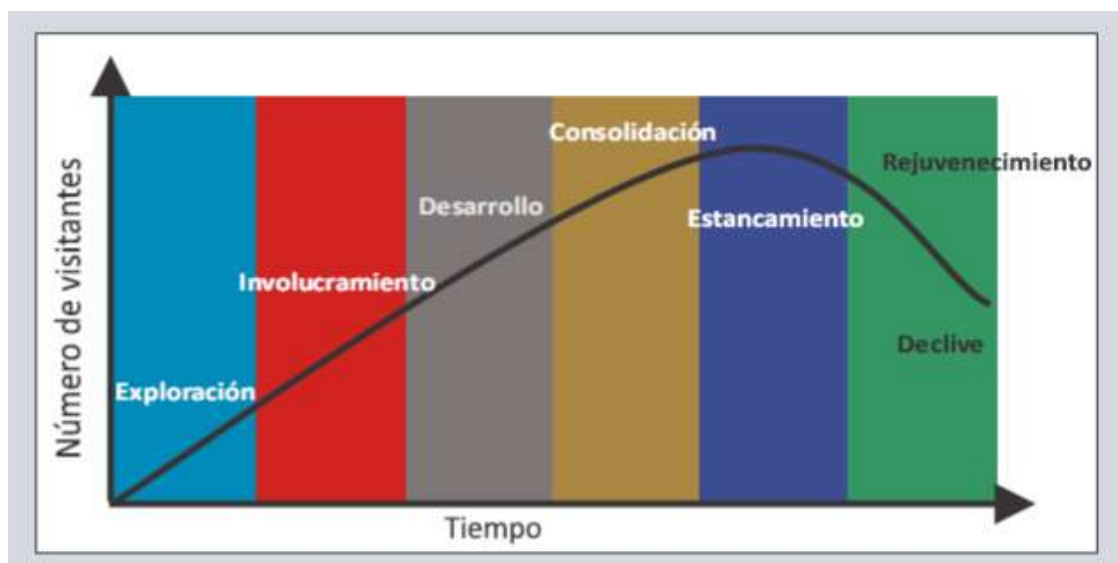 Número de visitantes
Exploración
Involucramiento
Desarrollo
Consolidación
Estancamiento
Rejuvenecimiento
Declive
Tiempo